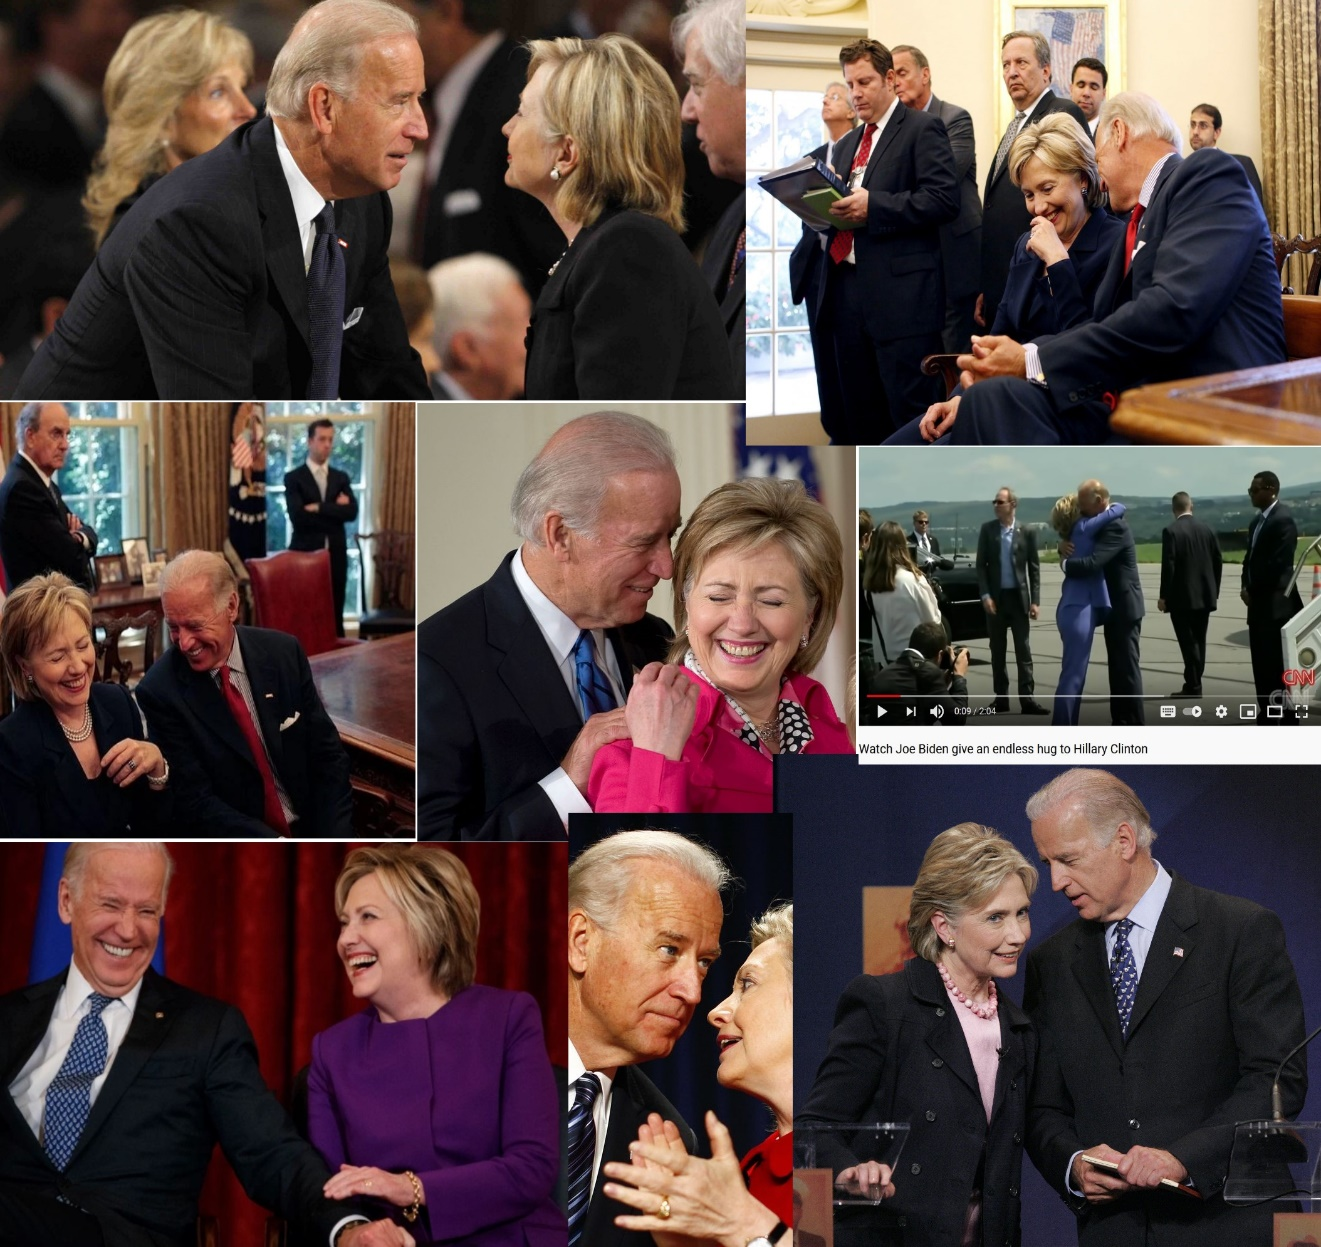 CNN
0:09 / 2:04
Watch Joe Biden give an endless hug to Hillary Clinton